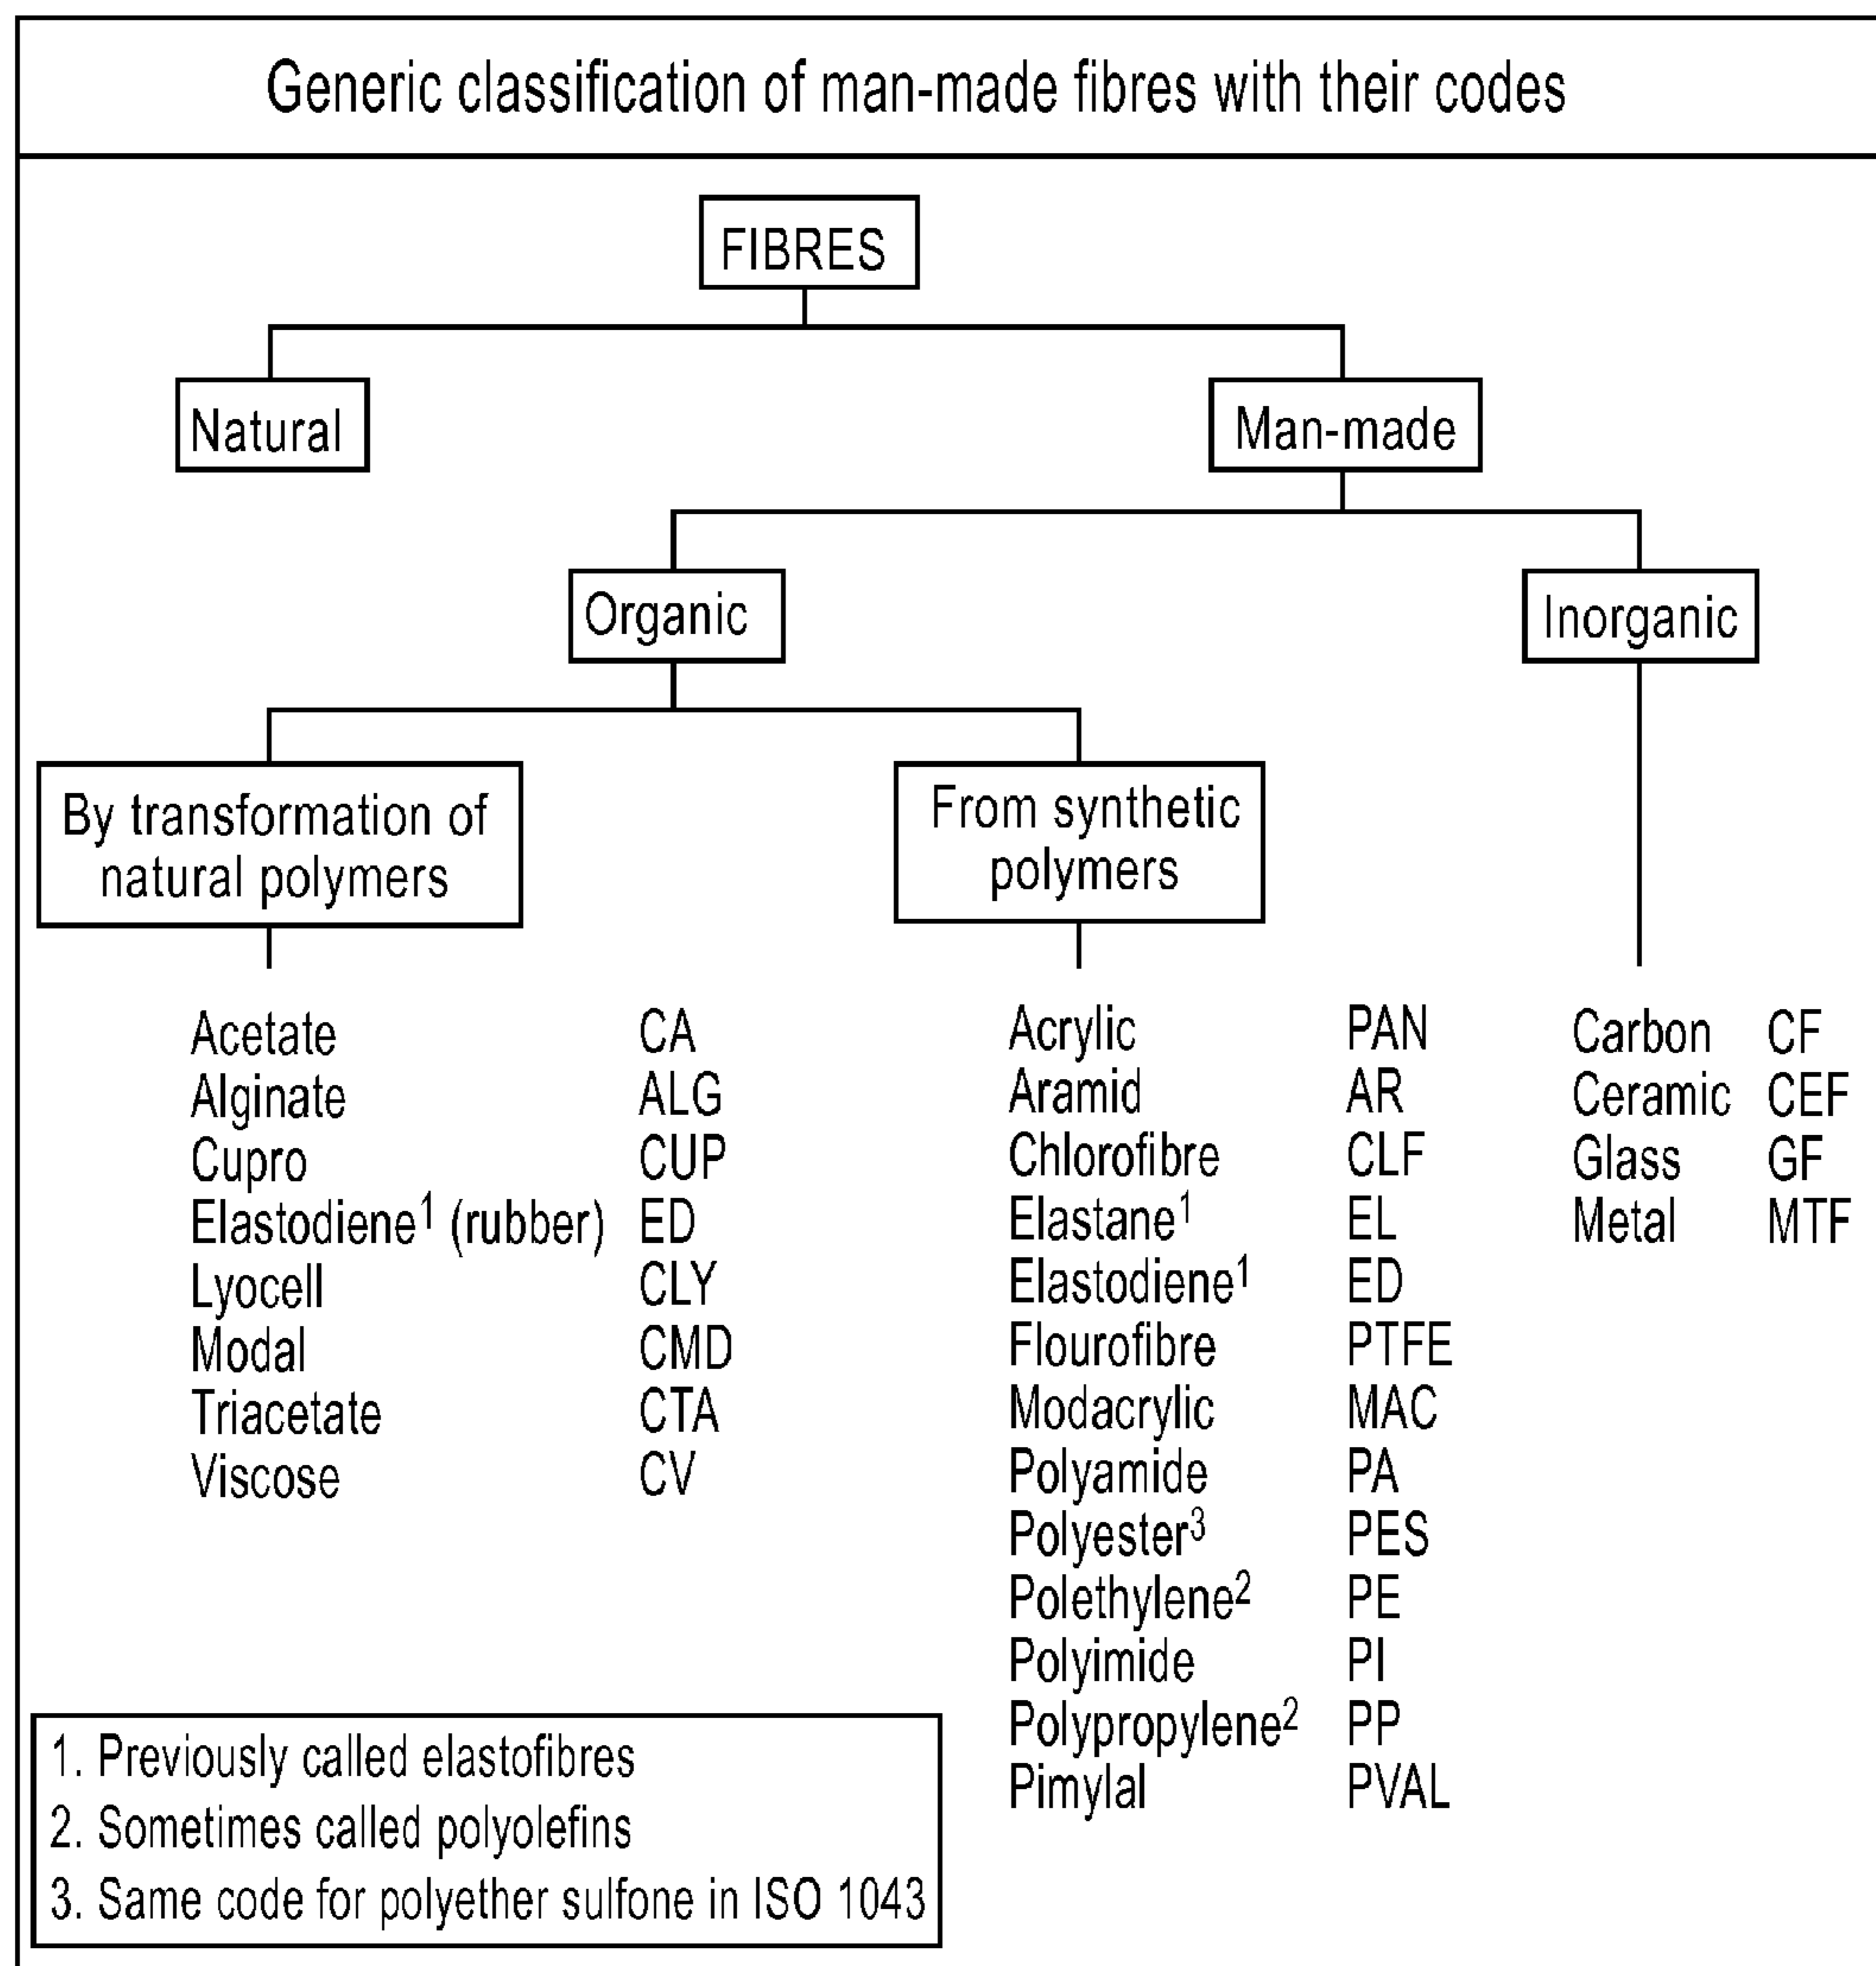 Generic classification of man-made fibres with their codes
FIBRES
Natural
Man-made
Organic
Inorganic
By transformation of
natural polymers
From synthetic
polymers
Acetate CA
Alginate ALG
Cupro CUP
Elastodiene¹ (rubber) ED
Lyocell CLY
Modal CMD
Triacetate CTA
Viscose CV
Acrylic PAN
Aramid AR
Chlorofibre CLF
Elastane¹ EL
Elastodiene¹ ED
Flourofibre PTFE
Modacrylic MAC
Polyamide PA
Polyester³ PES
Polethylene² PE
Polyimide PI
Polypropylene² PP
Pimylal PVAL
Carbon CF
Ceramic CEF
Glass GF
Metal MTF
1. Previously called elastofibres
2. Sometimes called polyolefins
3. Same code for polyether sulfone in ISO 1043